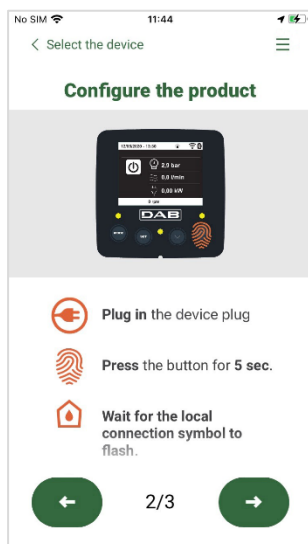 No SIM 11:44
Select the device
Configure the product
2,9 bar
0,0 l/min
0,00 kW
DAB
Plug in the device plug
Press the button for 5 sec.
Wait for the local
connection symbol to
flash.
2/3